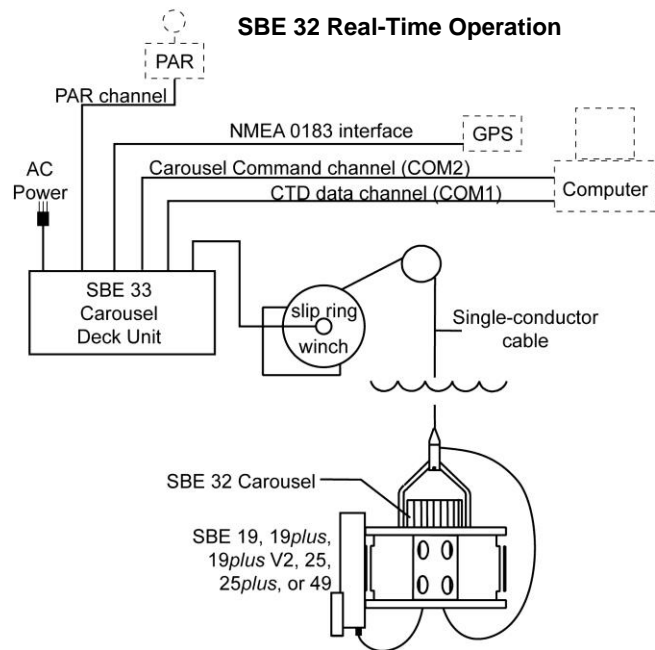 SBE 32 Real-Time Operation
PAR
PAR channel
NMEA 0183 interface
GPS
AC
Power
Carousel Command channel (COM2)
CTD data channel (COM1)
Computer
SBE 33
Carousel
Deck Unit
slip ring
winch
Single-conductor
cable
SBE 32 Carousel
SBE 19, 19plus,
19plus V2, 25,
25plus, or 49